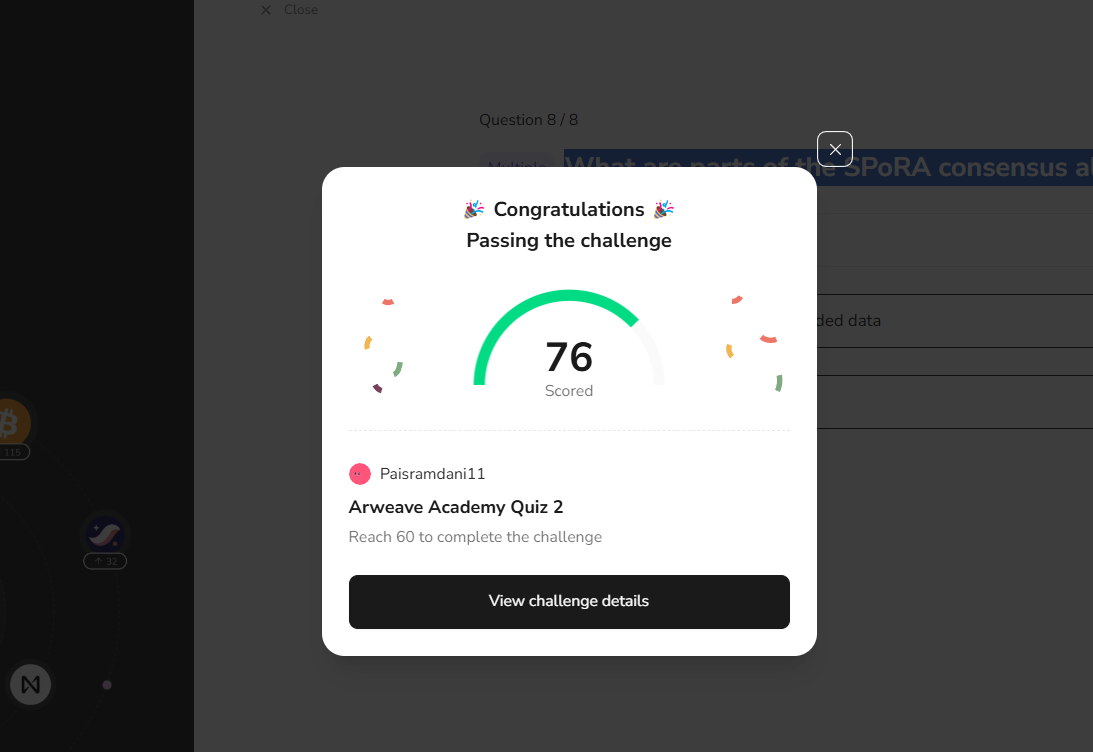 Close
Question 8 / 8
Multiple What are parts of the SPoRA consensus al
🎉 Congratulations 🎉
Passing the challenge
76
Scored
ded data
115
Paisramdani11
Arweave Academy Quiz 2
Reach 60 to complete the challenge
↑ 32
View challenge details